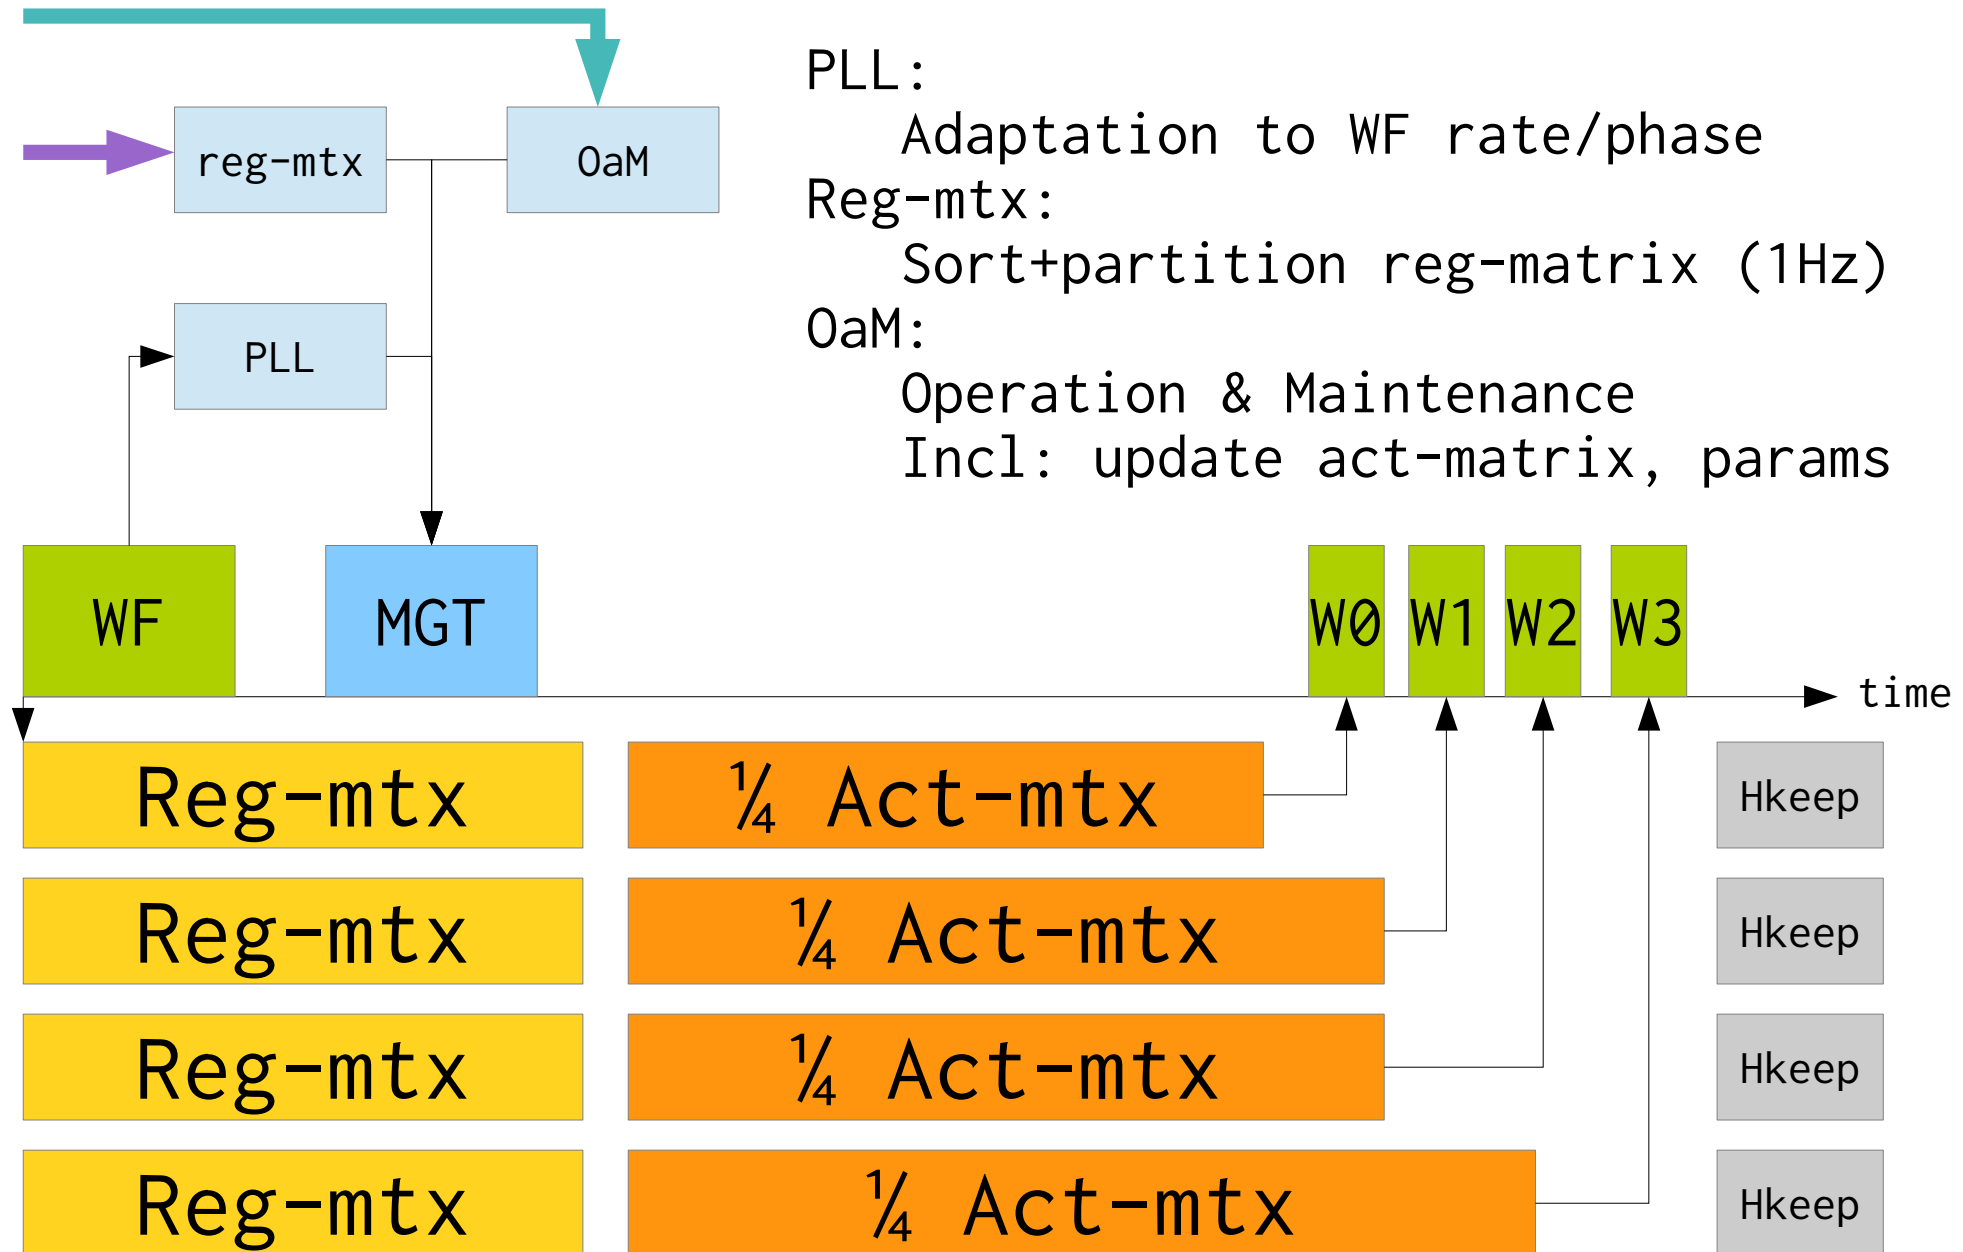 PLL:
Adaptation to WF rate/phase
Reg-mtx:
Sort+partition reg-matrix (1Hz)
OaM:
Operation & Maintenance
Incl: update act-matrix, params
reg-mtx
OaM
PLL
WF
MGT
W0
W1
W2
W3
time
Reg-mtx
¼ Act-mtx
Hkeep
Reg-mtx
¼ Act-mtx
Hkeep
Reg-mtx
¼ Act-mtx
Hkeep
Reg-mtx
¼ Act-mtx
Hkeep